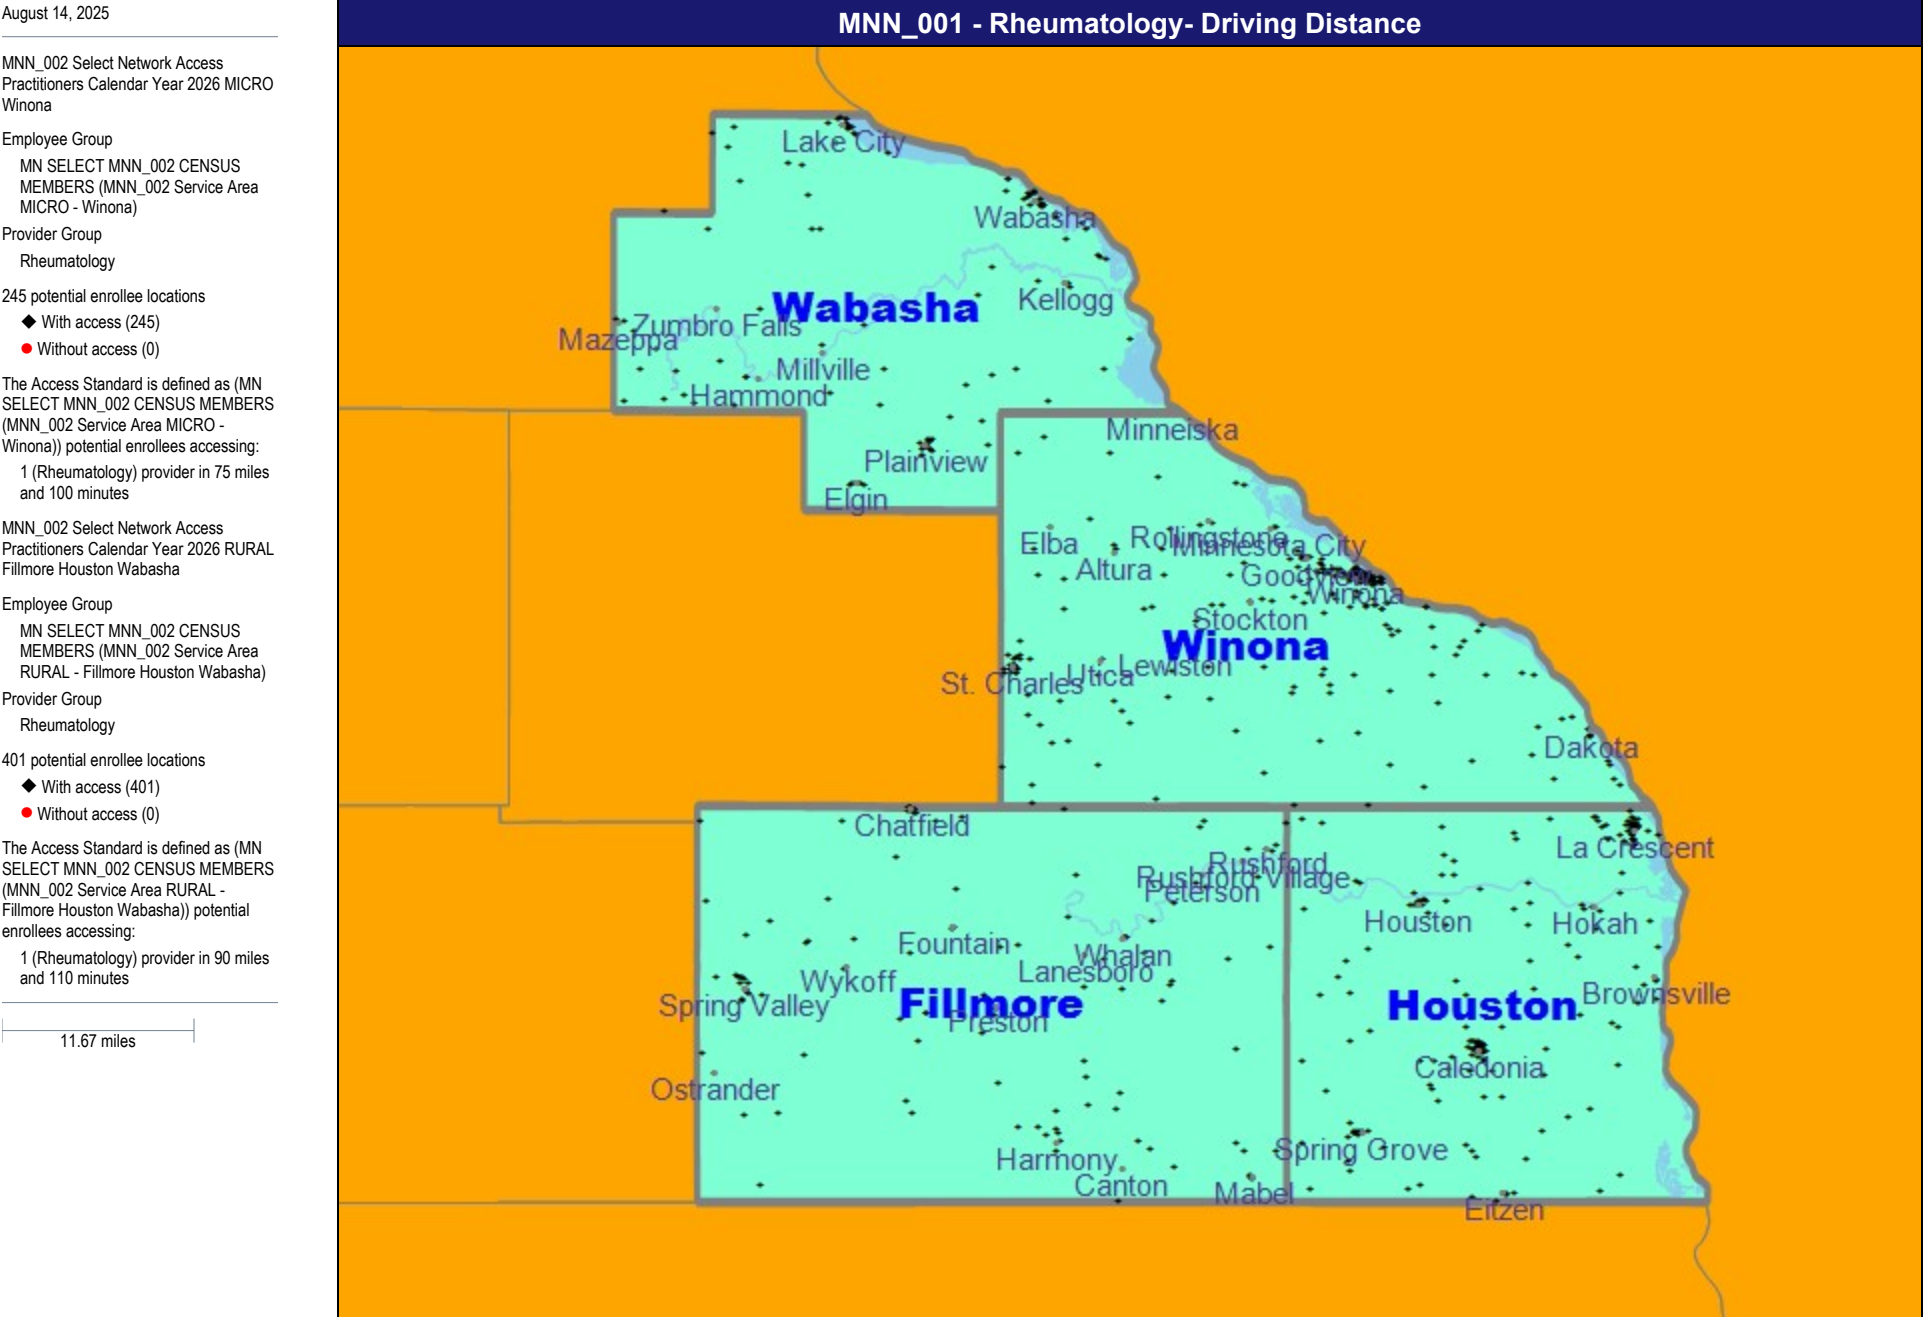 August 14, 2025
MNN_002 Select Network Access
Practitioners Calendar Year 2026 MICRO
Winona
Employee Group
MN SELECT MNN_002 CENSUS
MEMBERS (MNN_002 Service Area
MICRO - Winona)
Provider Group
Rheumatology
245 potential enrollee locations
With access (245)
Without access (0)
The Access Standard is defined as (MN
SELECT MNN_002 CENSUS MEMBERS
(MNN_002 Service Area MICRO -
Winona)) potential enrollees accessing:
1 (Rheumatology) provider in 75 miles
and 100 minutes
MNN_002 Select Network Access
Practitioners Calendar Year 2026 RURAL
Fillmore Houston Wabasha
Employee Group
MN SELECT MNN_002 CENSUS
MEMBERS (MNN_002 Service Area
RURAL - Fillmore Houston Wabasha)
Provider Group
Rheumatology
401 potential enrollee locations
With access (401)
Without access (0)
The Access Standard is defined as (MN
SELECT MNN_002 CENSUS MEMBERS
(MNN_002 Service Area RURAL -
Fillmore Houston Wabasha)) potential
enrollees accessing:
1 (Rheumatology) provider in 90 miles
and 110 minutes
11.67 miles
MNN_001 - Rheumatology- Driving Distance
Lake City
Wabasha
Kellogg
Wabasha
Zumbro Falls
Mazeppa
Millville
Hammond
Minneiska
Plainview
Elgin
Rollingstone
Minnesota City
Elba
Altura
Goodview
Winona
Stockton
Winona
Lewiston
Utica
St. Charles
Dakota
Chatfield
La Crescent
Rushford
Rushford Village
Peterson
Houston
Hokah
Fountain
Whalan
Lanesboro
Wykoff
Brownsville
Spring Valley
Fillmore
Houston
Preston
Caledonia
Ostrander
Spring Grove
Harmony
Canton
Mabel
Eitzen